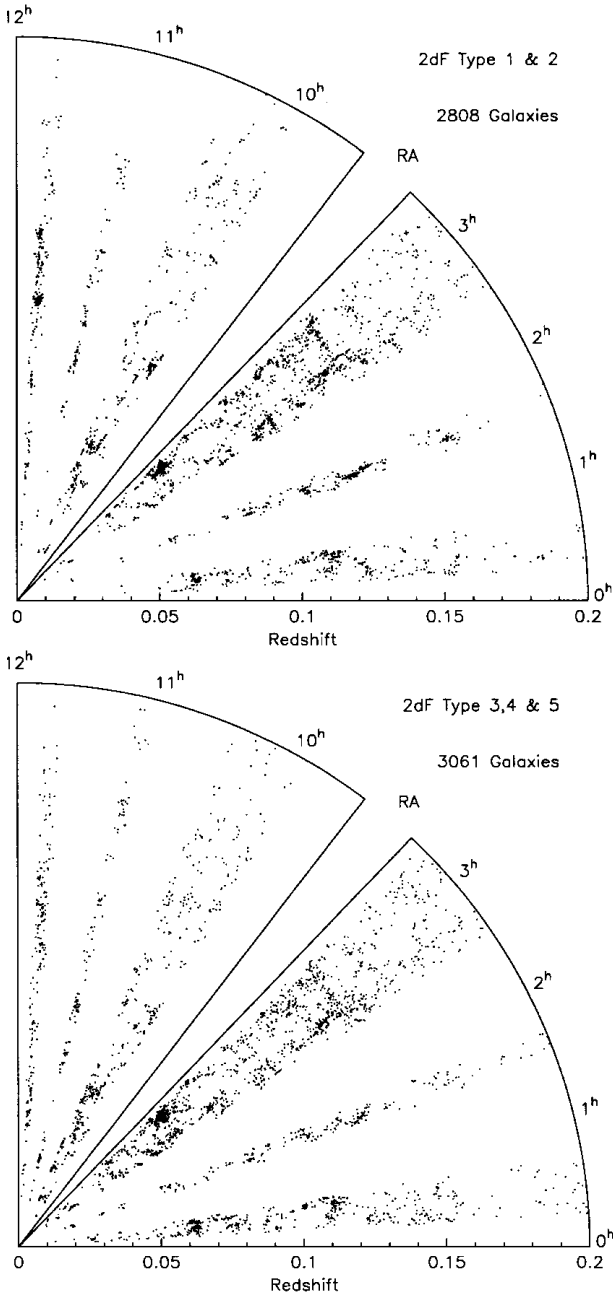 12h
11h
10h
2dF Type 1 & 2
2808 Galaxies
RA
3h
2h
1h
0h
0 0.05 0.1 0.15 0.2
Redshift
12h
11h
10h
2dF Type 3,4 & 5
3061 Galaxies
RA
3h
2h
1h
0h
0 0.05 0.1 0.15 0.2
Redshift